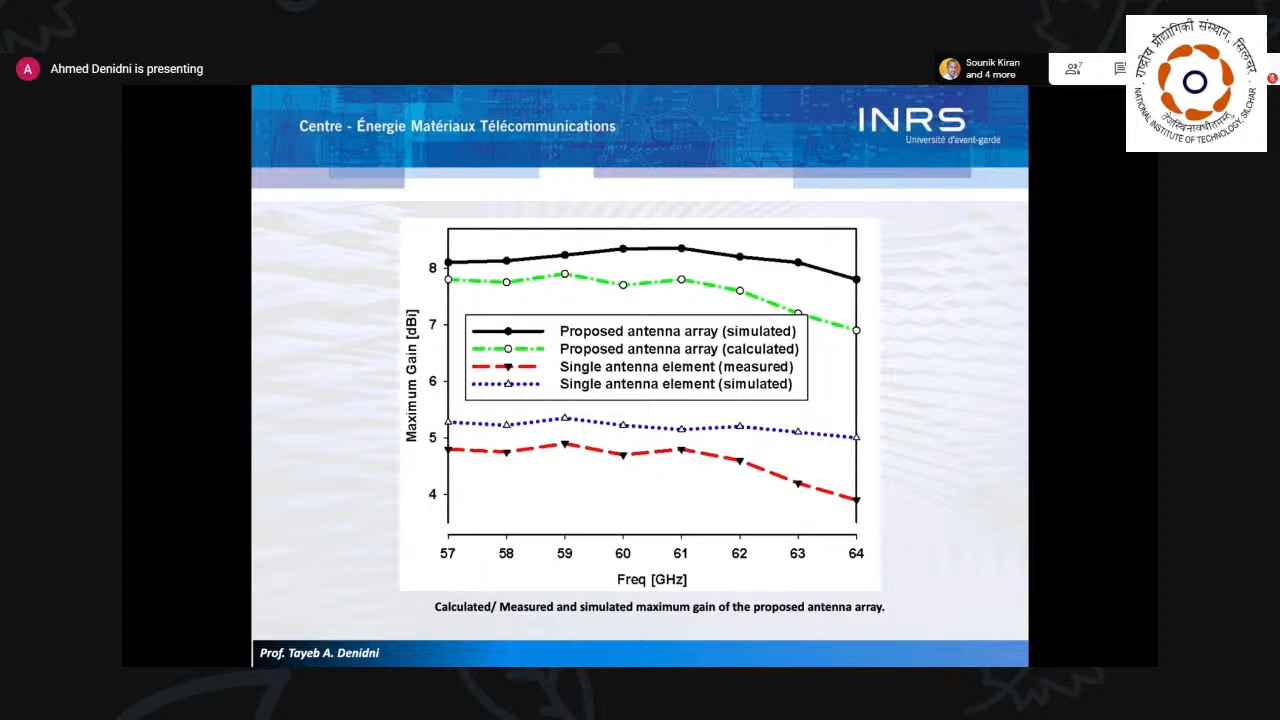 A
Ahmed Denidni is presenting
Sounik Kiran
and 4 more
7
राष्ट्रीय प्रौद्योगिकी संस्थान, सिलचर
NATIONAL INSTITUTE OF TECHNOLOGY, SILCHAR
Centre - Énergie Matériaux Télécommunications
INRS
Université d'avant-garde
8
7
6
5
4
Maximum Gain [dBi]
Proposed antenna array (simulated)
Proposed antenna array (calculated)
Single antenna element (measured)
Single antenna element (simulated)
57 58 59 60 61 62 63 64
Freq [GHz]
Calculated/ Measured and simulated maximum gain of the proposed antenna array.
Prof. Tayeb A. Denidni